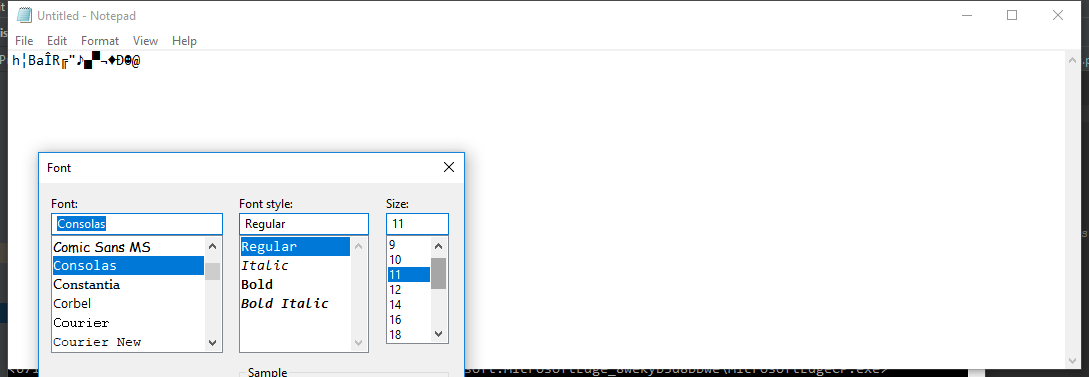 Untitled - Notepad
File Edit Format View Help
h¦BaÎR╔"♪▄▀¬♦Ð☻@
Font
Font: Font style: Size:
Consolas Regular 11
Comic Sans MS
Consolas
Constantia
Corbel
Courier
Courier New
Regular
Italic
Bold
Bold Italic
9
10
11
12
14
16
18
Sample